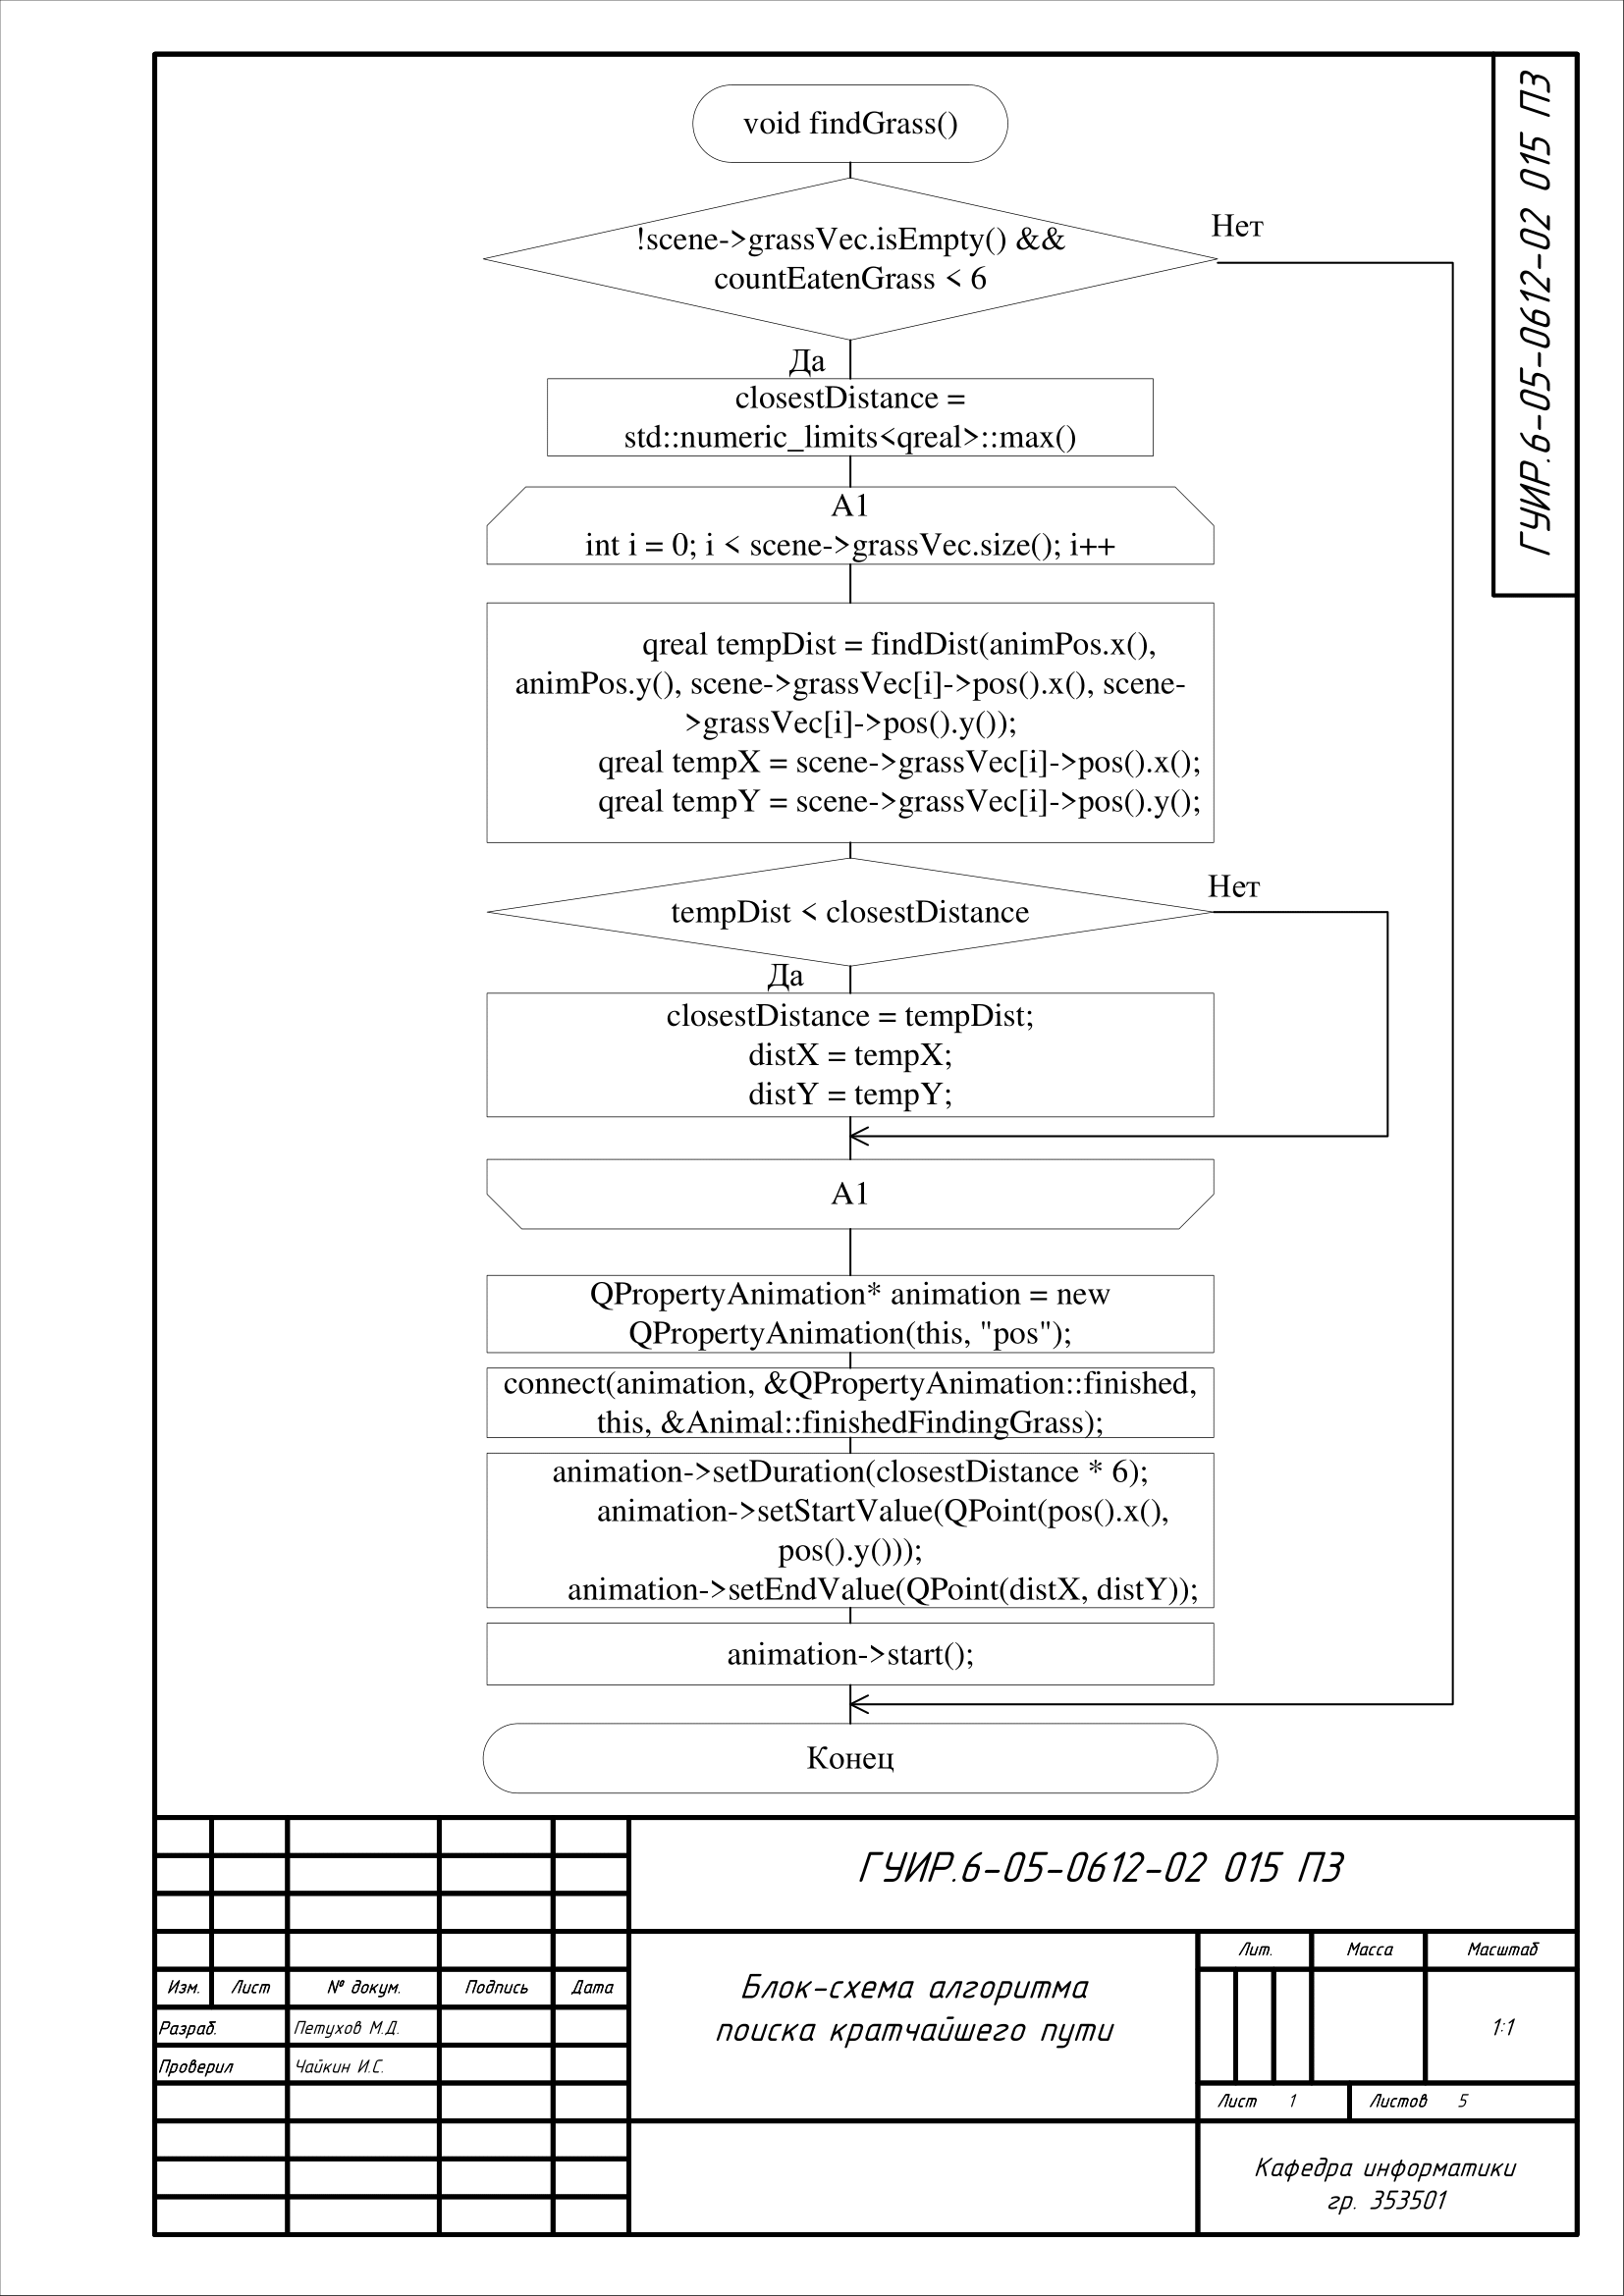 void findGrass()
ГУИР.6-05-0612-02 015 ПЗ
!scene->grassVec.isEmpty() &&
countEatenGrass < 6
Нет
Да
closestDistance =
std::numeric_limits<qreal>::max()
A1
int i = 0; i < scene->grassVec.size(); i++
qreal tempDist = findDist(animPos.x(),
animPos.y(), scene->grassVec[i]->pos().x(), scene-
>grassVec[i]->pos().y());
qreal tempX = scene->grassVec[i]->pos().x();
qreal tempY = scene->grassVec[i]->pos().y();
tempDist < closestDistance
Нет
Да
closestDistance = tempDist;
distX = tempX;
distY = tempY;
A1
QPropertyAnimation* animation = new
QPropertyAnimation(this, "pos");
connect(animation, &QPropertyAnimation::finished,
this, &Animal::finishedFindingGrass);
animation->setDuration(closestDistance * 6);
animation->setStartValue(QPoint(pos().x(),
pos().y()));
animation->setEndValue(QPoint(distX, distY));
animation->start();
Конец
ГУИР.6-05-0612-02 015 ПЗ
Изм. Лист № докум. Подпись Дата
Разраб. Петухов М.Д.
Проверил Чайкин И.С.
Блок-схема алгоритма
поиска кратчайшего пути
Лит. Масса Масштаб
1:1
Лист 1 Листов 5
Кафедра информатики
гр. 353501